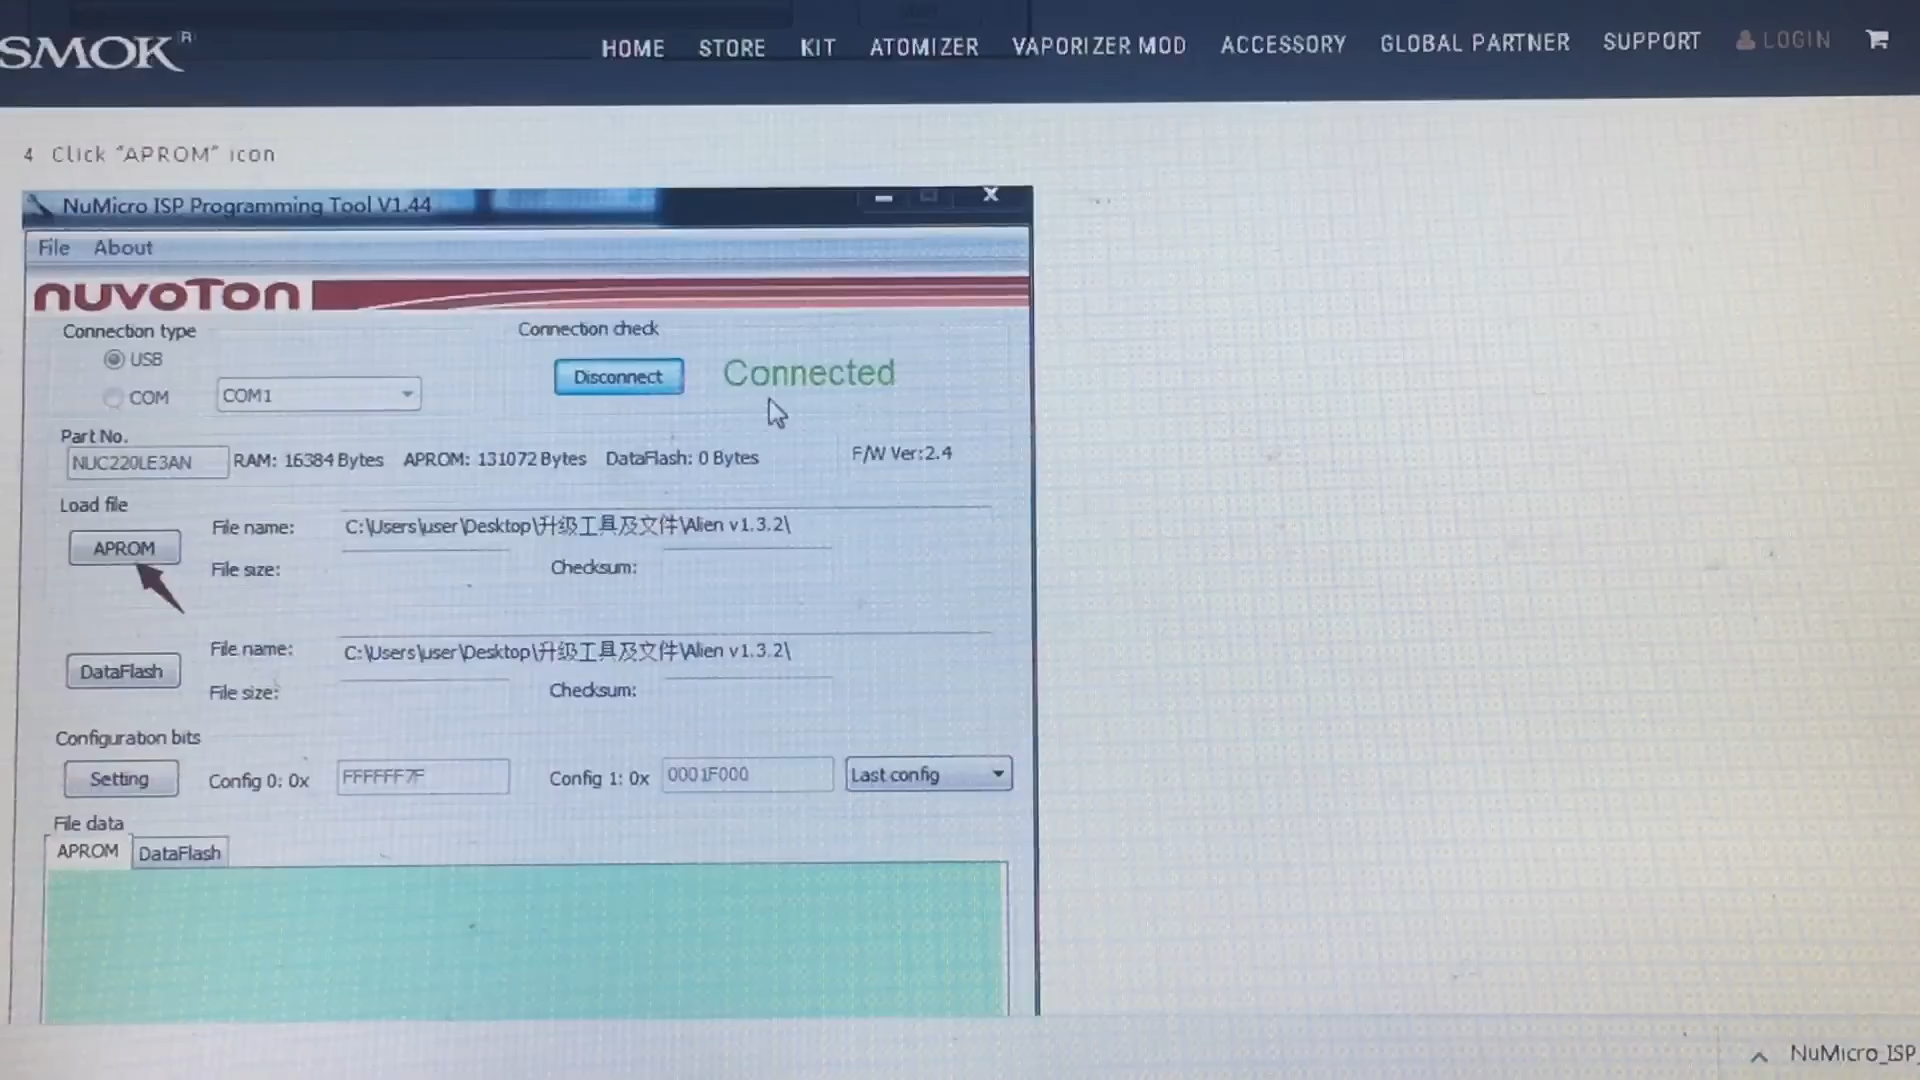 SMOK®
HOME STORE KIT ATOMIZER VAPORIZER MOD ACCESSORY GLOBAL PARTNER SUPPORT LOGIN
4 Click "APROM" icon
NuMicro ISP Programming Tool V1.44
File About
nuvoTon
Connection type
Connection check
USB
Disconnect
Connected
COM
COM1
Part No.
NUC220LE3AN RAM: 16384 Bytes APROM: 131072 Bytes DataFlash: 0 Bytes F/W Ver:2.4
Load file
APROM
File name: C:\Users\user\Desktop\升级工具及文件\Alien v1.3.2\
File size: Checksum:
DataFlash
File name: C:\Users\user\Desktop\升级工具及文件\Alien v1.3.2\
File size: Checksum:
Configuration bits
Setting Config 0: 0x FFFFFF7F Config 1: 0x 0001F000 Last config
File data
APROM DataFlash
NuMicro_ISP_